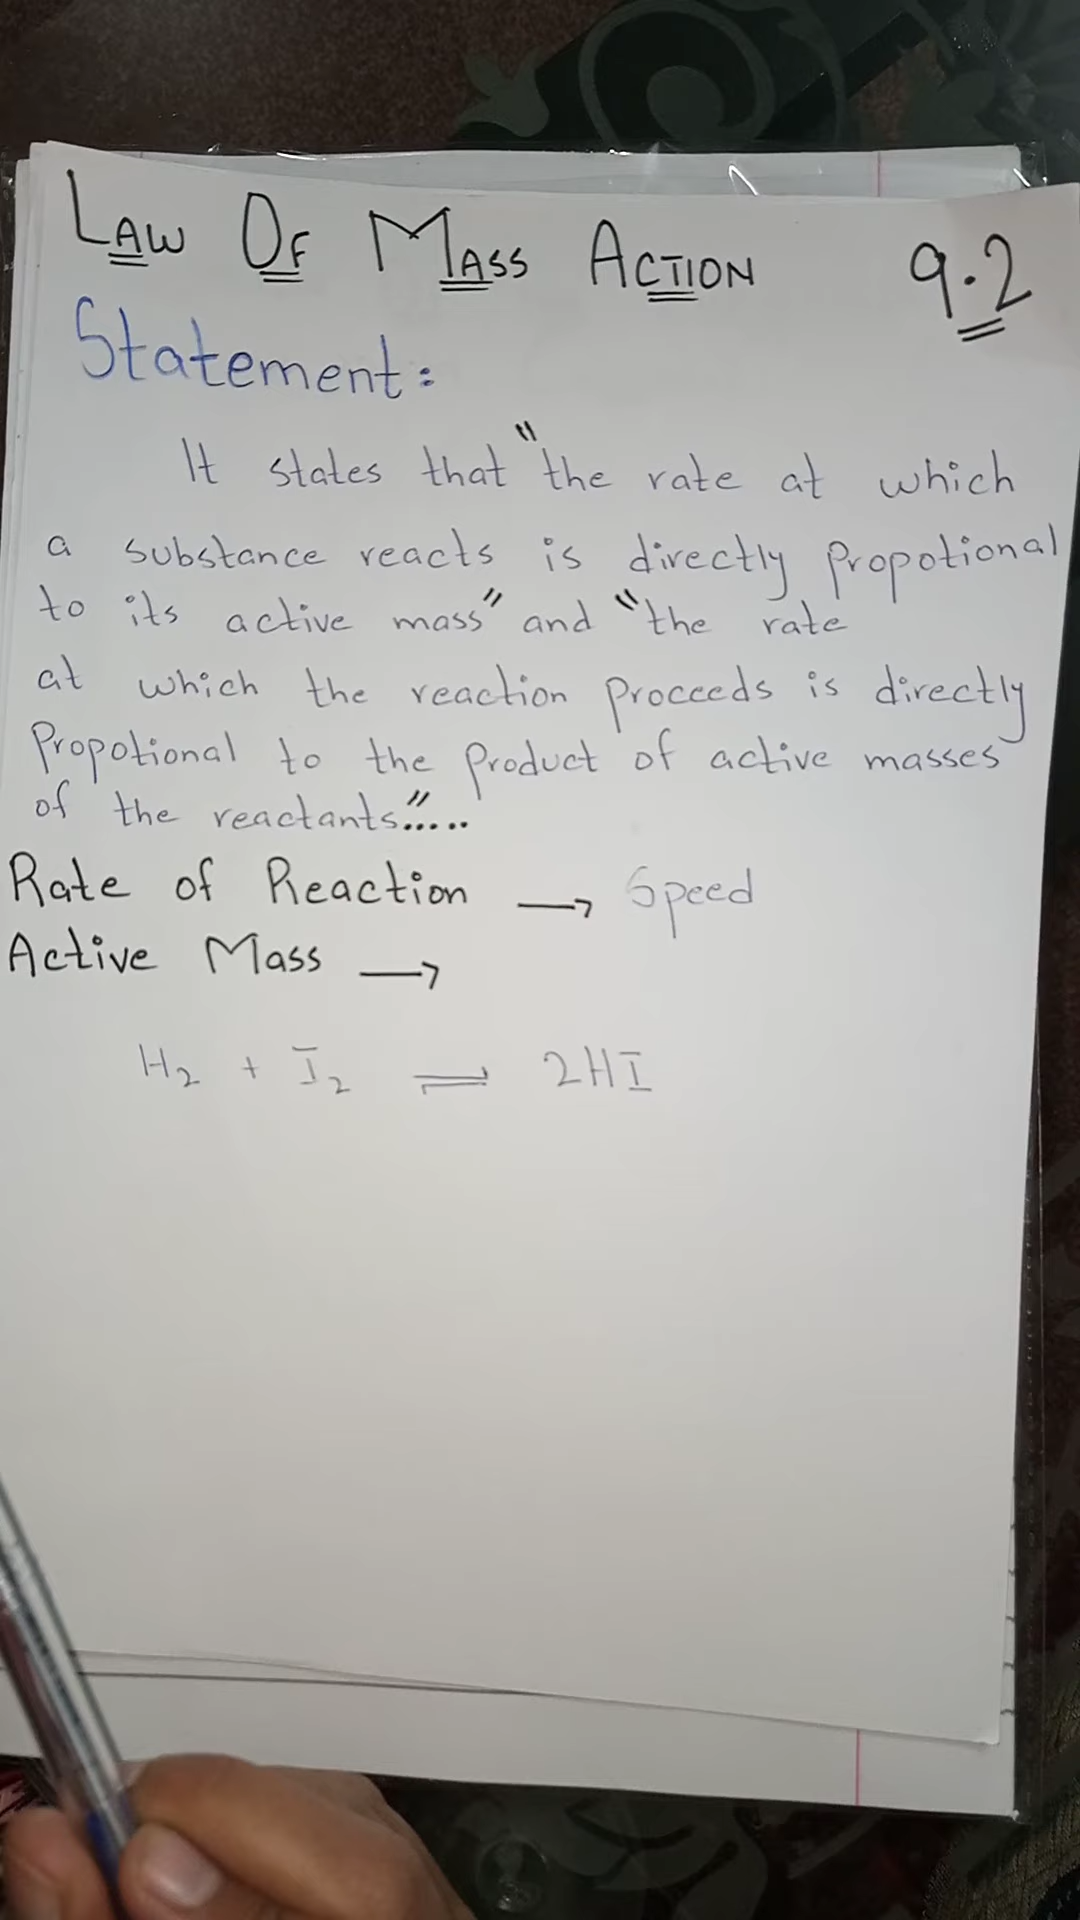 LAW OF MASS ACTION 9.2
Statement:
It states that "the rate at which
a substance reacts is directly Propotional
to its active mass" and "the rate
at which the reaction Proceeds is directly
Propotional to the Product of active masses
of the reactants".....
Rate of Reaction → Speed
Active Mass →
H₂ + I₂ ⇌ 2HI